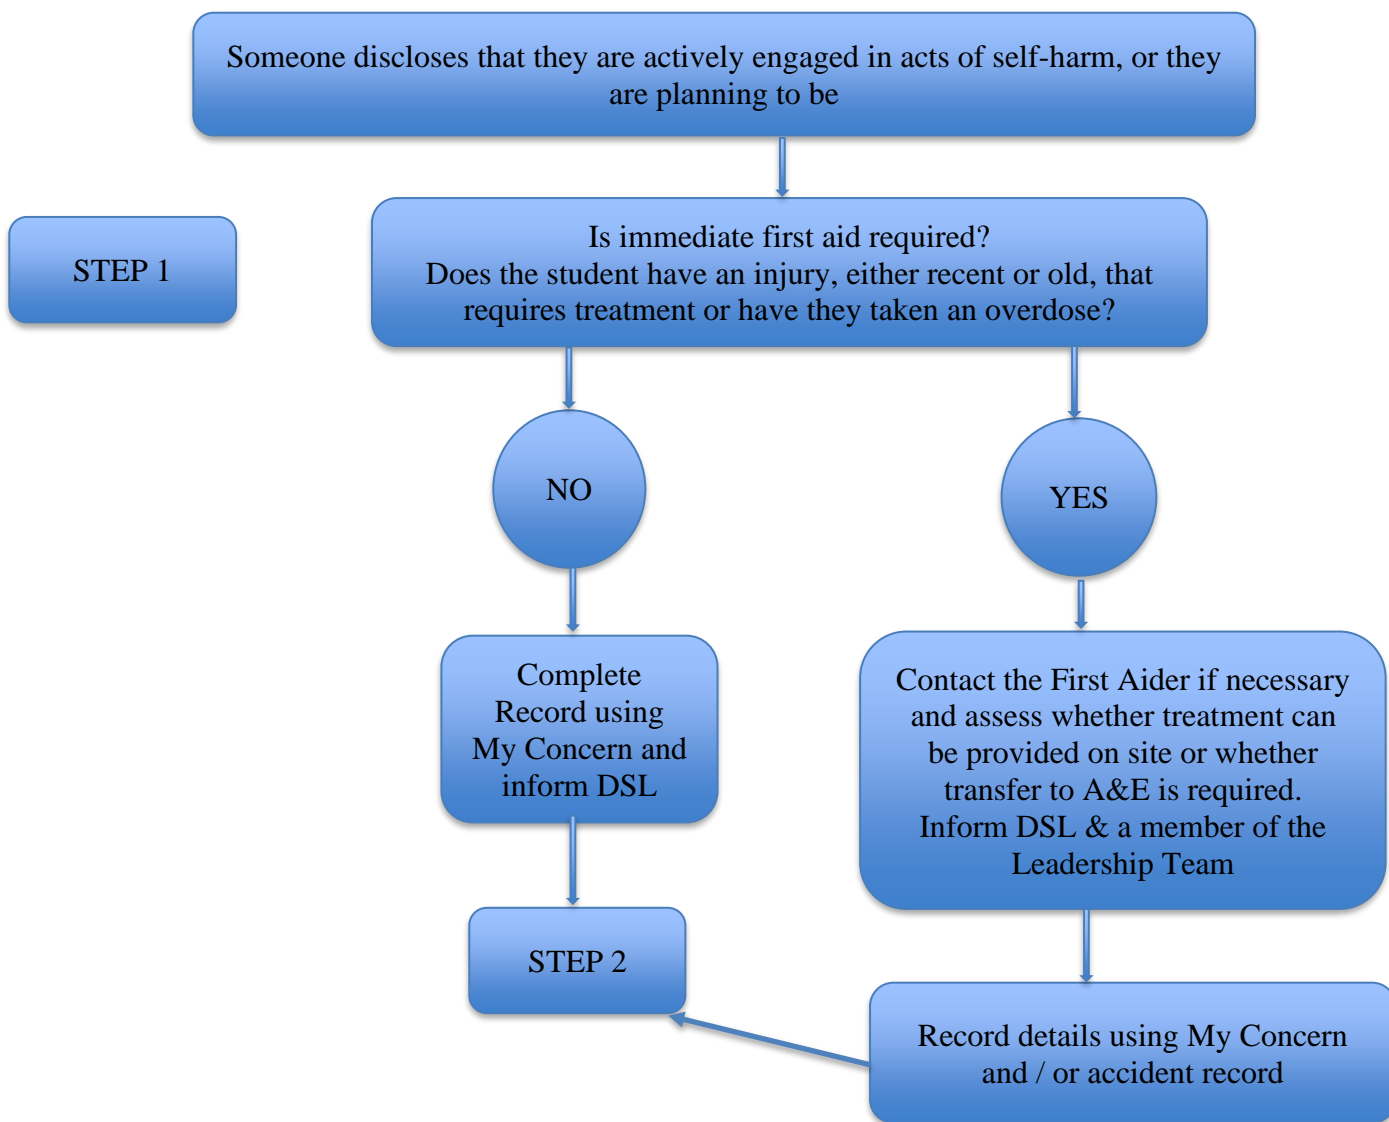 Someone discloses that they are actively engaged in acts of self-harm, or they
are planning to be
STEP 1
Is immediate first aid required?
Does the student have an injury, either recent or old, that
requires treatment or have they taken an overdose?
NO
YES
Complete
Record using
My Concern and
inform DSL
Contact the First Aider if necessary
and assess whether treatment can
be provided on site or whether
transfer to A&E is required.
Inform DSL & a member of the
Leadership Team
STEP 2
Record details using My Concern
and / or accident record